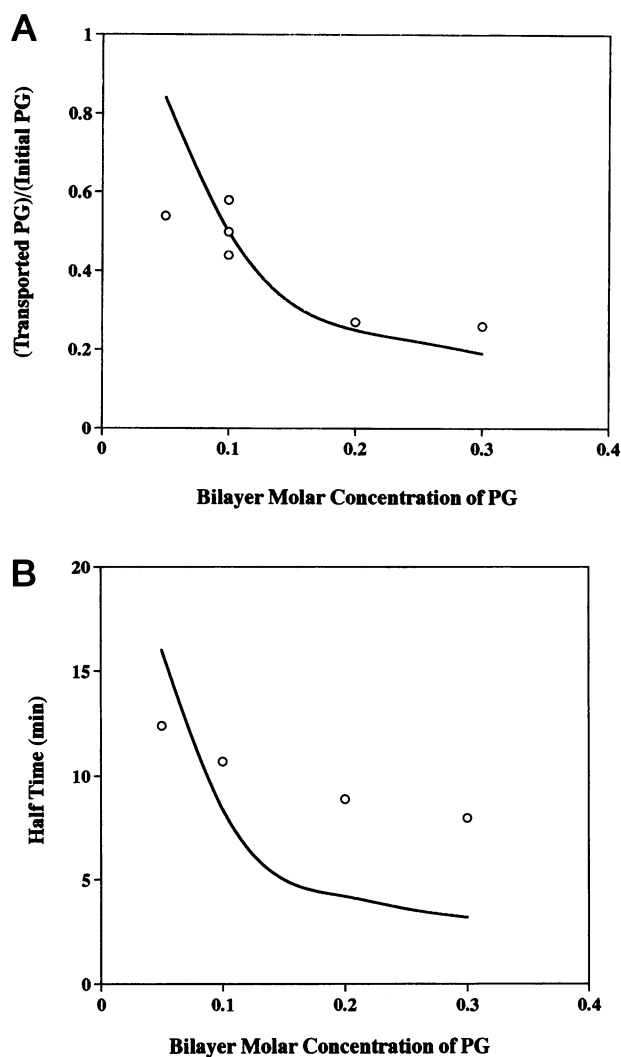 A
1
0.8
0.6
0.4
0.2
0
(Transported PG)/(Initial PG)
0 0.1 0.2 0.3 0.4
Bilayer Molar Concentration of PG
B
20
15
10
5
0
Half Time (min)
0 0.1 0.2 0.3 0.4
Bilayer Molar Concentration of PG